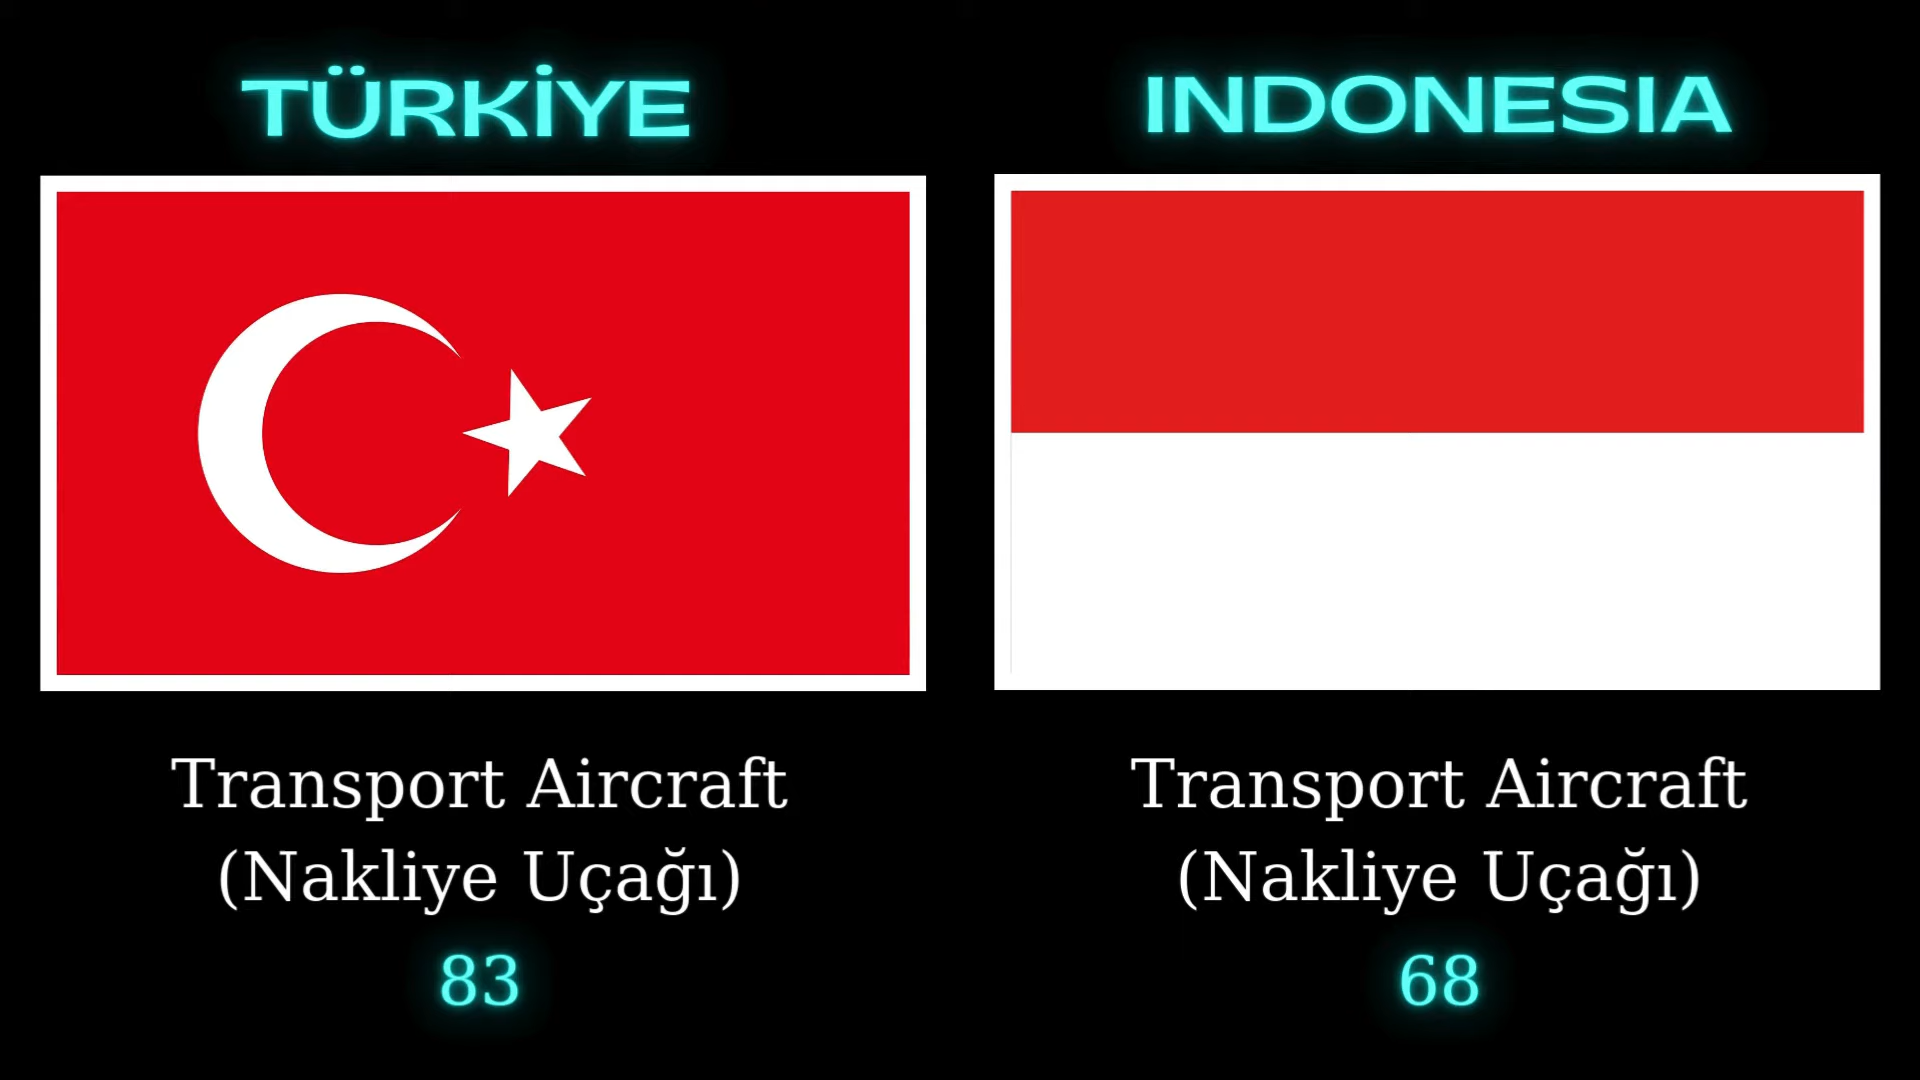 TÜRKİYE
INDONESIA
Transport Aircraft
(Nakliye Uçağı)
83
Transport Aircraft
(Nakliye Uçağı)
68